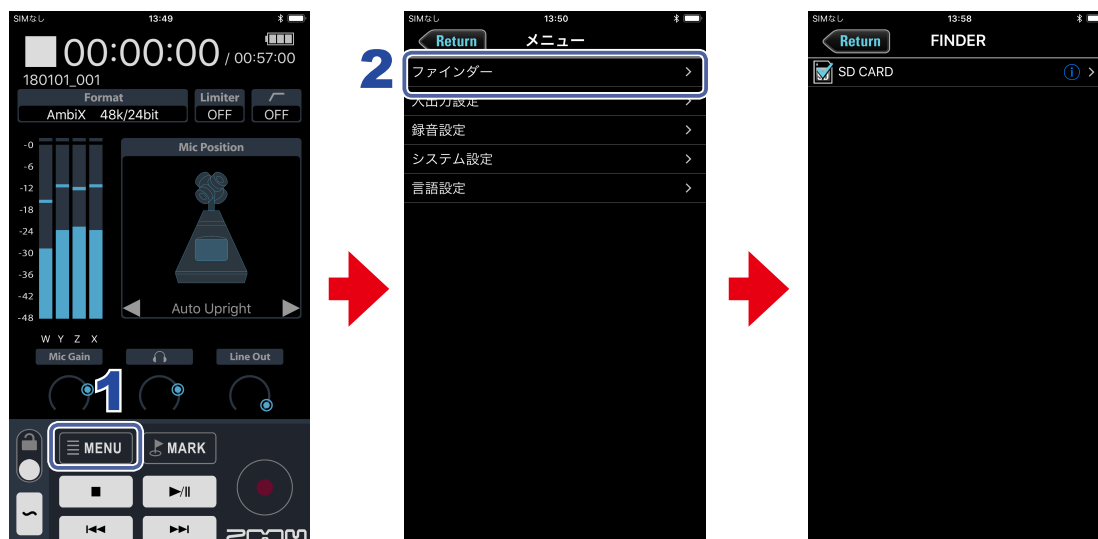 SIMなし 13:49
00:00:00 / 00:57:00
180101_001
Format Limiter
AmbiX 48k/24bit OFF OFF
Mic Position
-0
-6
-12
-18
-24
-30
-36
-42
-48
Auto Upright
W Y Z X
Mic Gain Line Out
1
MENU MARK
ZOOM
SIMなし 13:50
Return メニュー
2
ファインダー
入出力設定
録音設定
システム設定
言語設定
SIMなし 13:58
Return FINDER
SD CARD